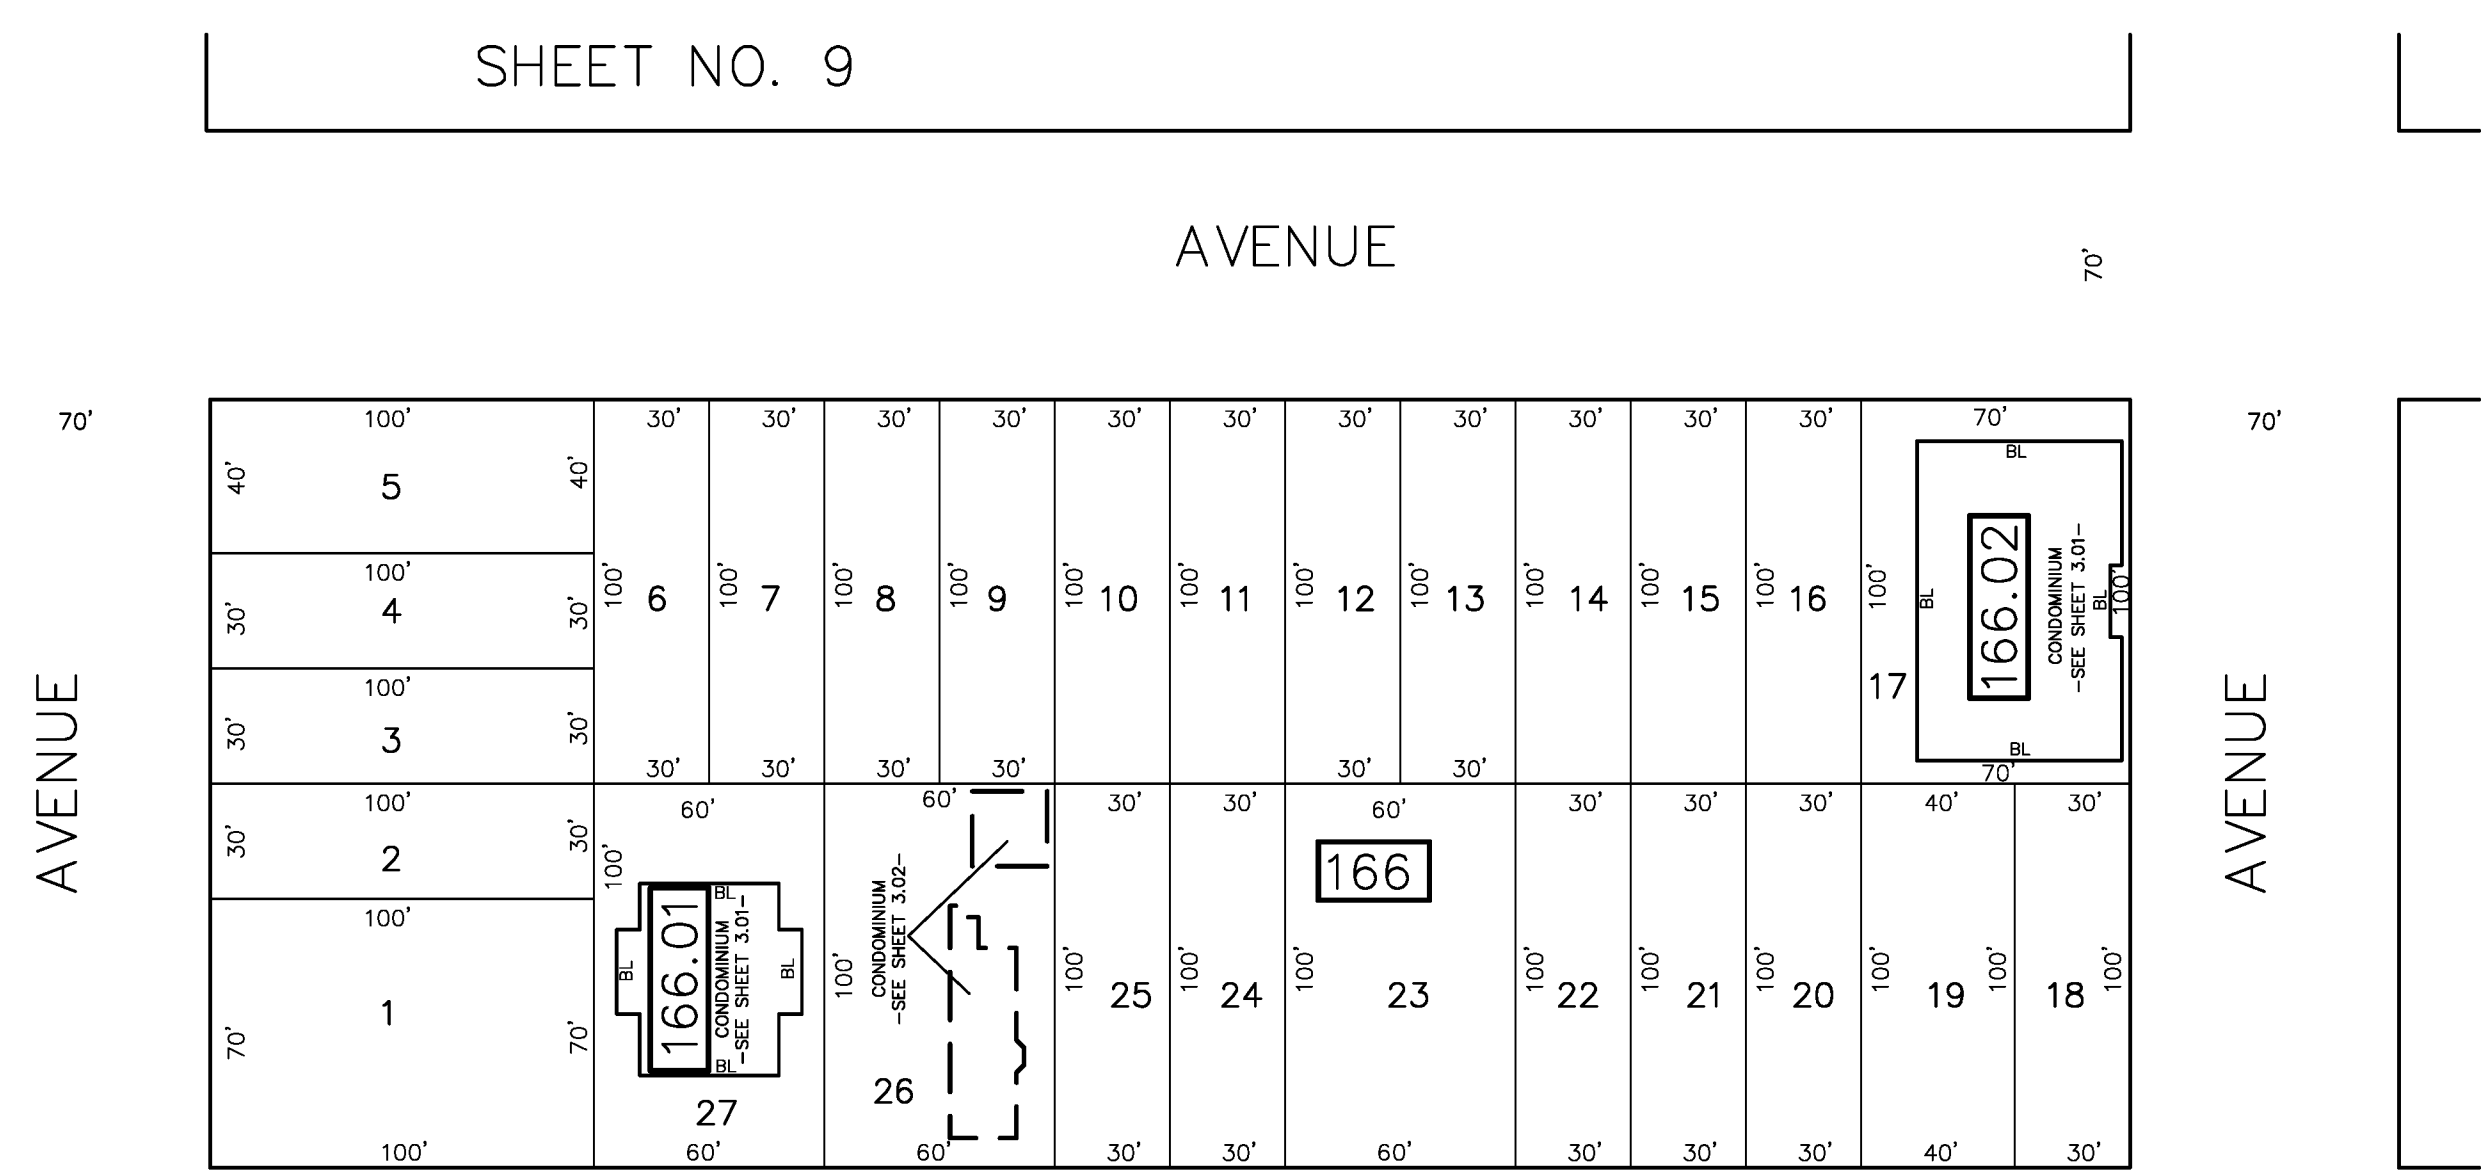 SHEET NO. 9
AVENUE
70'
70'
100' 30' 30' 30' 30' 30' 30' 30' 30' 30' 30' 30' 70'
70'
BL
40' 5 40'
100'
30' 4 30'
100'
30' 3 30'
100' 6 100' 7 100' 8 100' 9 100' 10 100' 11 100' 12 100' 13 100' 14 100' 15 100' 16 100' 17
BL
166.02
CONDOMINIUM
-SEE SHEET 3.01-
BL
100'
BL
30' 30' 30' 30' 30' 30' 70'
AVENUE
AVENUE
100' 60' 60' 30' 30' 60' 30' 30' 30' 40' 30'
30' 2 30'
100'
70' 1 70'
100'
100'
BL
166.01
BL
CONDOMINIUM
-SEE SHEET 3.01-
BL
BL
27
60'
100'
CONDOMINIUM
-SEE SHEET 3.02-
26
60'
166
100' 25 100' 24 100' 23 100' 22 100' 21 100' 20 100' 19 100' 18 100'
30' 30' 60' 30' 30' 30' 40' 30'